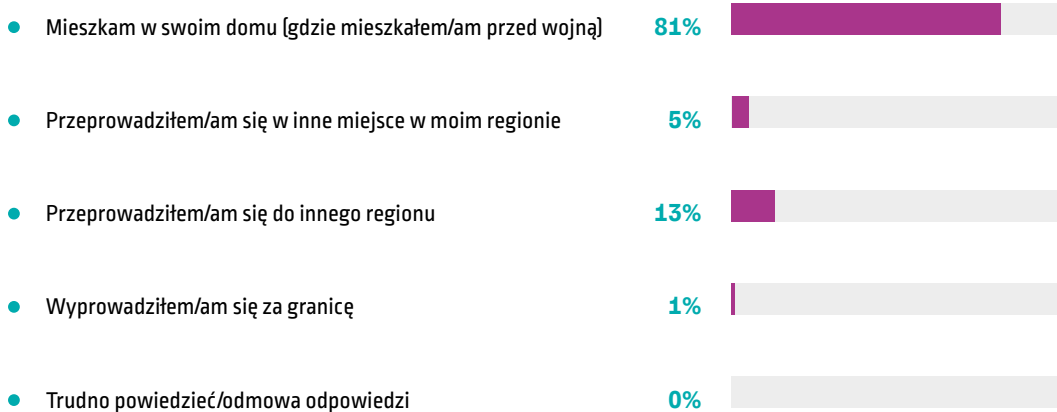 Mieszkam w swoim domu (gdzie mieszkałem/am przed wojną) 81%
Przeprowadziłem/am się w inne miejsce w moim regionie 5%
Przeprowadziłem/am się do innego regionu 13%
Wyprowadziłem/am się za granicę 1%
Trudno powiedzieć/odmowa odpowiedzi 0%